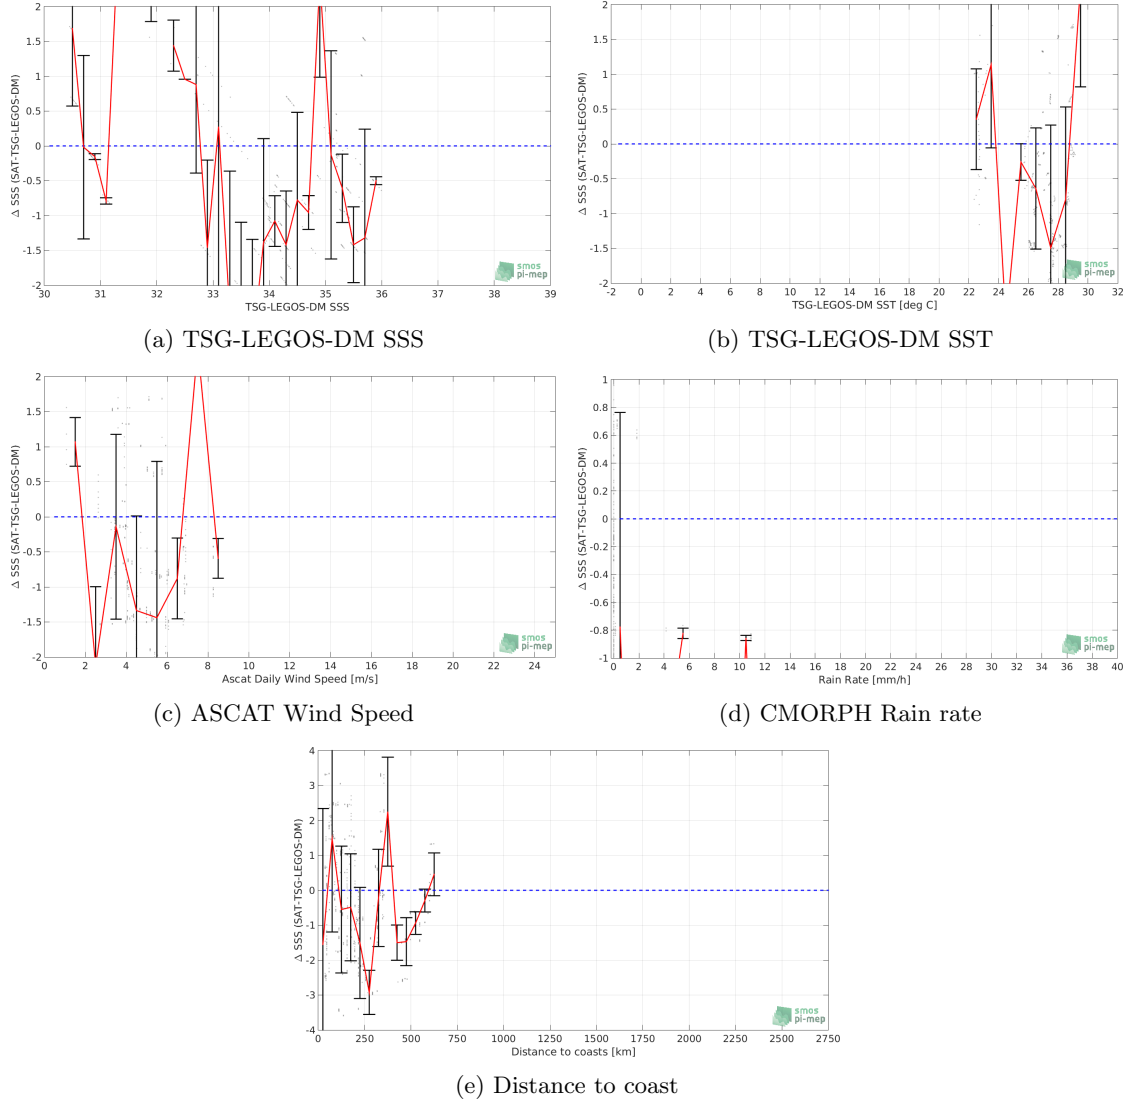 2
1.5
1
0.5
0
-0.5
-1
-1.5
-2
Δ SSS (SAT-TSG-LEGOS-DM)
30 31 32 33 34 35 36 37 38 39
TSG-LEGOS-DM SSS
smos
pi-mep
(a) TSG-LEGOS-DM SSS
2
1.5
1
0.5
0
-0.5
-1
-1.5
-2
Δ SSS (SAT-TSG-LEGOS-DM)
-2 0 2 4 6 8 10 12 14 16 18 20 22 24 26 28 30 32
TSG-LEGOS-DM SST [deg C]
smos
pi-mep
(b) TSG-LEGOS-DM SST
2
1.5
1
0.5
0
-0.5
-1
-1.5
-2
Δ SSS (SAT-TSG-LEGOS-DM)
0 2 4 6 8 10 12 14 16 18 20 22 24
Ascat Daily Wind Speed [m/s]
smos
pi-mep
(c) ASCAT Wind Speed
1
0.8
0.6
0.4
0.2
0
-0.2
-0.4
-0.6
-0.8
-1
Δ SSS (SAT-TSG-LEGOS-DM)
-2 0 2 4 6 8 10 12 14 16 18 20 22 24 26 28 30 32 34 36 38 40
Rain Rate [mm/h]
smos
pi-mep
(d) CMORPH Rain rate
4
3
2
1
0
-1
-2
-3
-4
Δ SSS (SAT-TSG-LEGOS-DM)
0 250 500 750 1000 1250 1500 1750 2000 2250 2500 2750
Distance to coasts [km]
smos
pi-mep
(e) Distance to coast